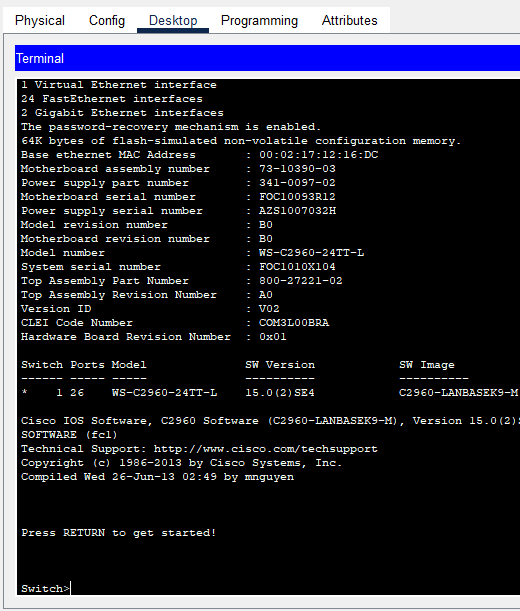 Physical Config Desktop Programming Attributes
Terminal
1 Virtual Ethernet interface
24 FastEthernet interfaces
2 Gigabit Ethernet interfaces
The password-recovery mechanism is enabled.
64K bytes of flash-simulated non-volatile configuration memory.
Base ethernet MAC Address : 00:02:17:12:16:DC
Motherboard assembly number : 73-10390-03
Power supply part number : 341-0097-02
Motherboard serial number : FOC10093R12
Power supply serial number : AZS1007032H
Model revision number : B0
Motherboard revision number : B0
Model number : WS-C2960-24TT-L
System serial number : FOC1010X104
Top Assembly Part Number : 800-27221-02
Top Assembly Revision Number : A0
Version ID : V02
CLEI Code Number : COM3L00BRA
Hardware Board Revision Number : 0x01
Switch Ports Model SW Version SW Image
------ ----- ----- ---------- ----------
* 1 26 WS-C2960-24TT-L 15.0(2)SE4 C2960-LANBASEK9-M
Cisco IOS Software, C2960 Software (C2960-LANBASEK9-M), Version 15.0(2)S
SOFTWARE (fc1)
Technical Support: http://www.cisco.com/techsupport
Copyright (c) 1986-2013 by Cisco Systems, Inc.
Compiled Wed 26-Jun-13 02:49 by mnguyen
Press RETURN to get started!
Switch>